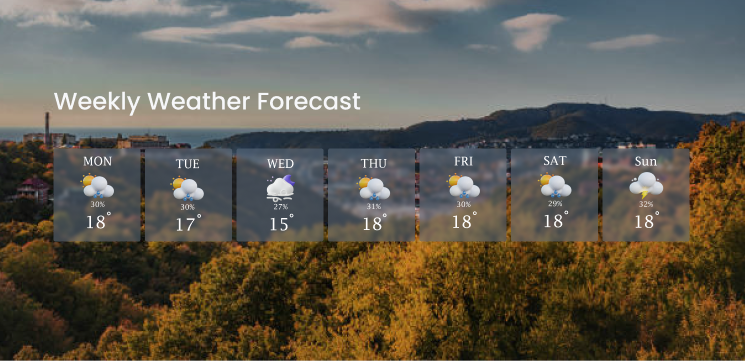 Weekly Weather Forecast
MON
30%
18°
TUE
30%
17°
WED
27%
15°
THU
31%
18°
FRI
30%
18°
SAT
29%
18°
Sun
32%
18°